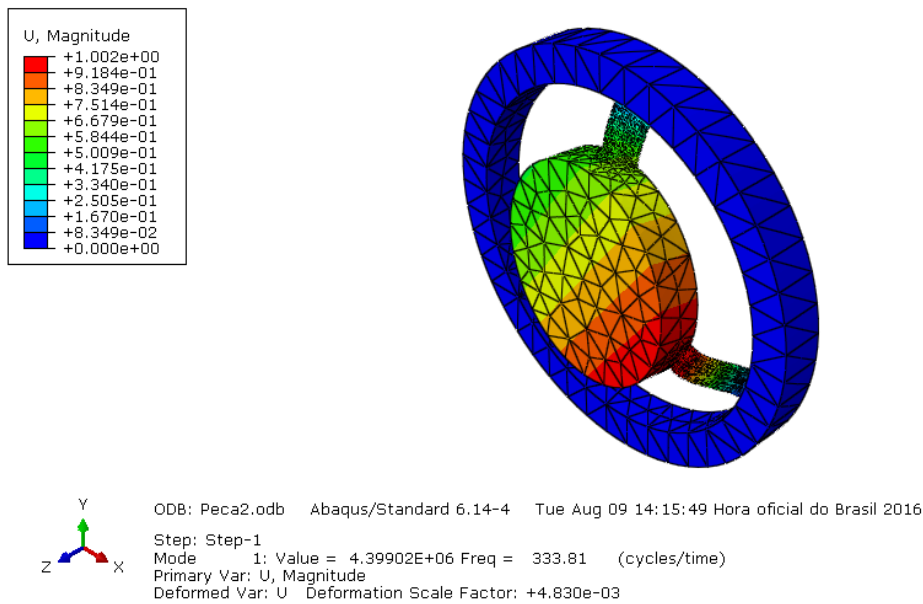 U, Magnitude
+1.002e+00
+9.184e-01
+8.349e-01
+7.514e-01
+6.679e-01
+5.844e-01
+5.009e-01
+4.175e-01
+3.340e-01
+2.505e-01
+1.670e-01
+8.349e-02
+0.000e+00
Y
Z
X
ODB: Peca2.odb Abaqus/Standard 6.14-4 Tue Aug 09 14:15:49 Hora oficial do Brasil 2016
Step: Step-1
Mode 1: Value = 4.39902E+06 Freq = 333.81 (cycles/time)
Primary Var: U, Magnitude
Deformed Var: U Deformation Scale Factor: +4.830e-03